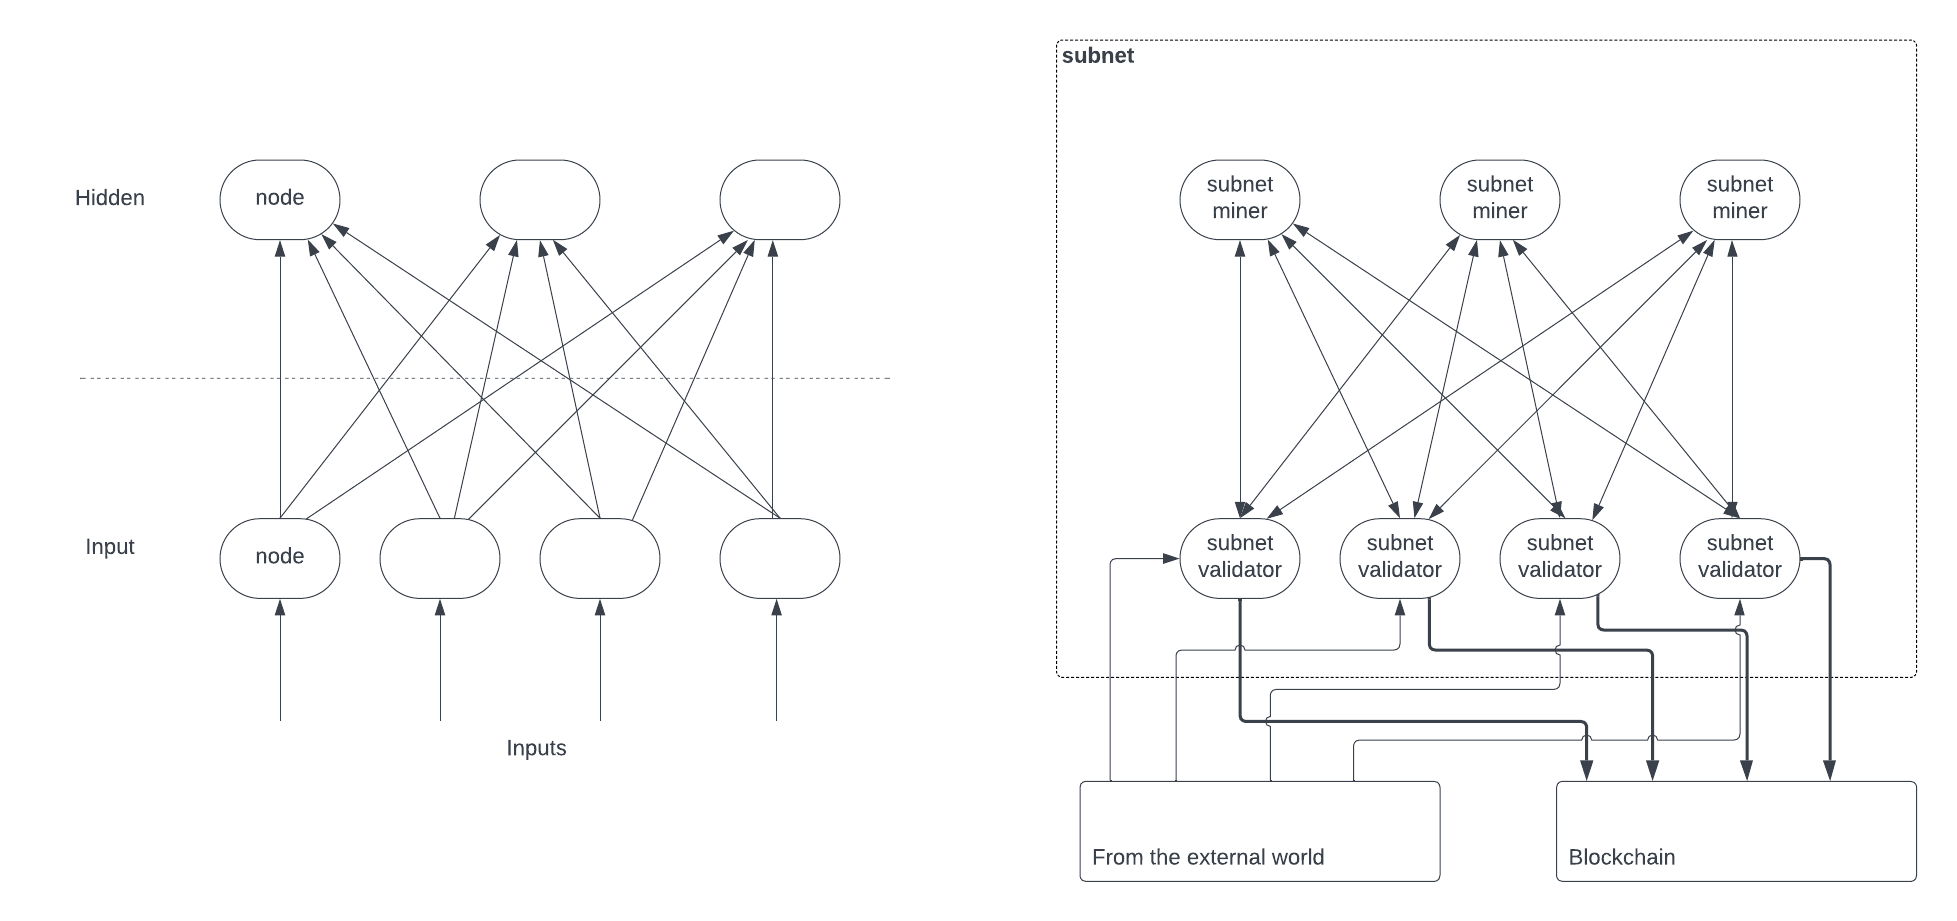 Hidden
node
Input
node
Inputs
subnet
subnet
miner
subnet
miner
subnet
miner
subnet
validator
subnet
validator
subnet
validator
subnet
validator
From the external world
Blockchain